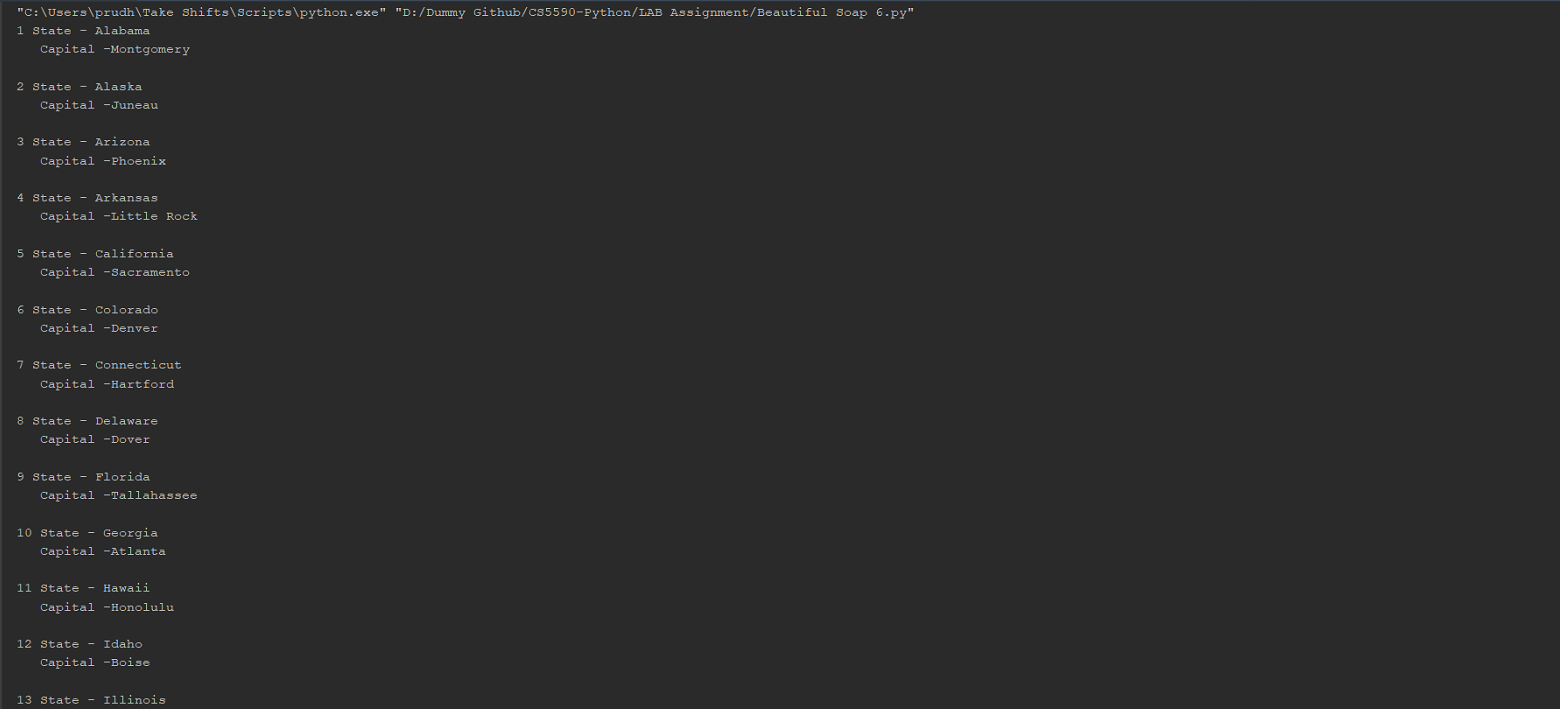 "C:\Users\prudh\Take Shifts\Scripts\python.exe" "D:/Dummy Github/CS5590-Python/LAB Assignment/Beautiful Soap 6.py"
1 State - Alabama
   Capital -Montgomery
2 State - Alaska
   Capital -Juneau
3 State - Arizona
   Capital -Phoenix
4 State - Arkansas
   Capital -Little Rock
5 State - California
   Capital -Sacramento
6 State - Colorado
   Capital -Denver
7 State - Connecticut
   Capital -Hartford
8 State - Delaware
   Capital -Dover
9 State - Florida
   Capital -Tallahassee
10 State - Georgia
   Capital -Atlanta
11 State - Hawaii
   Capital -Honolulu
12 State - Idaho
   Capital -Boise
13 State - Illinois